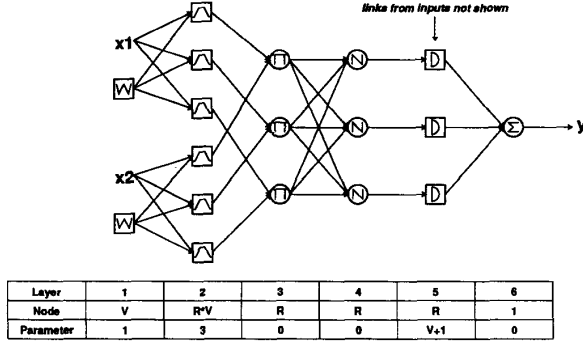 links from inputs not shown
x1
W
Π
N
D
Π
N
D
Σ
y
x2
W
Π
N
D
Layer 1 2 3 4 5 6
Node V R*V R R R 1
Parameter 1 3 0 0 V+1 0